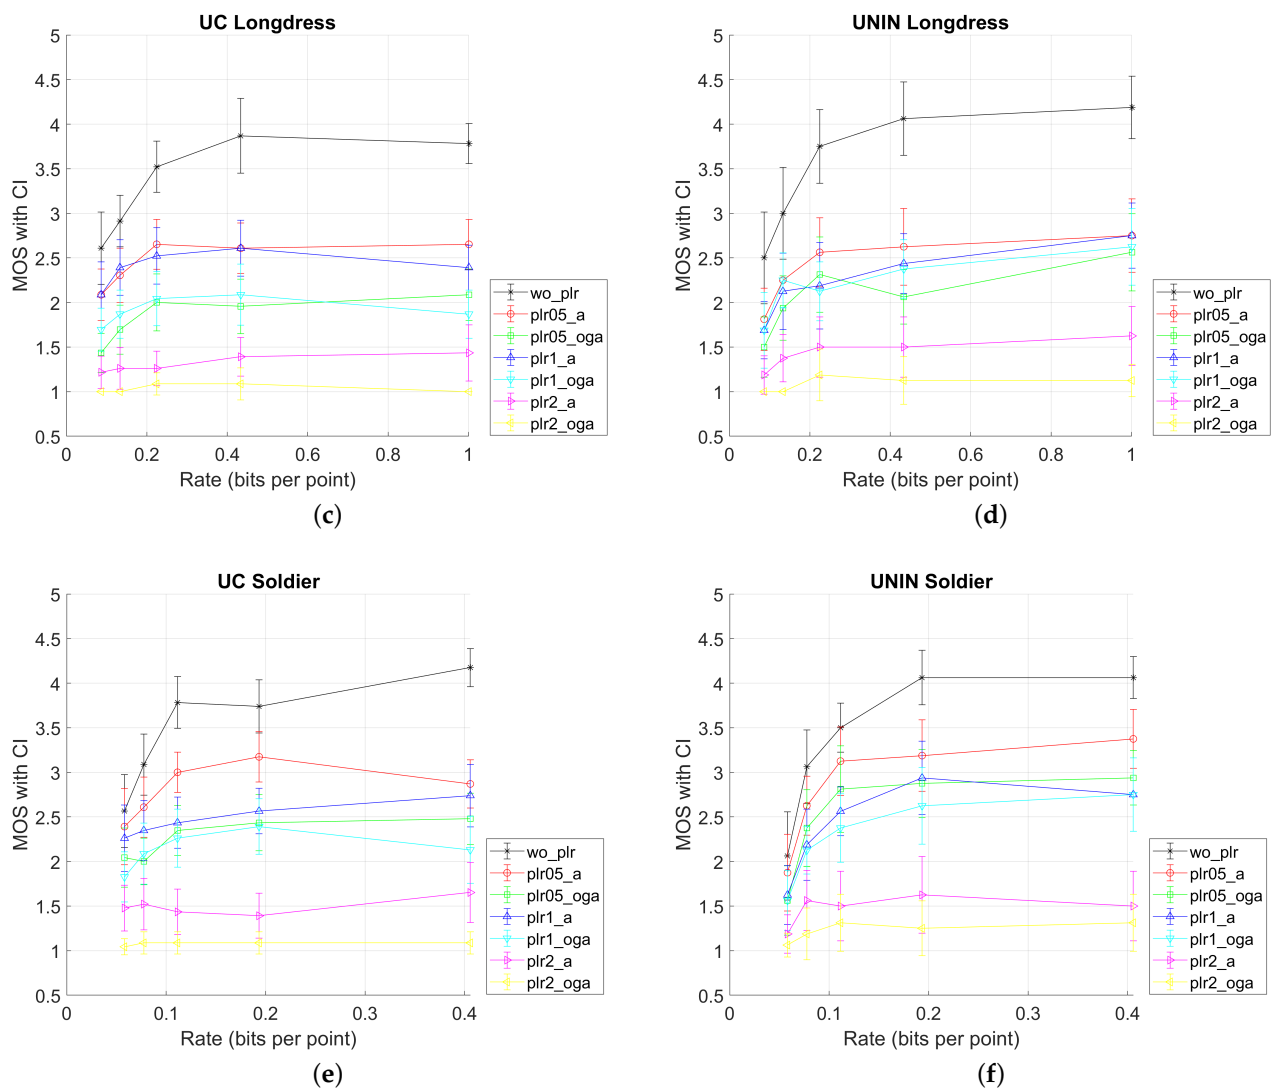 UC Longdress
MOS with CI
5
4.5
4
3.5
3
2.5
2
1.5
1
0.5
0
0.2
0.4
0.6
0.8
1
Rate (bits per point)
wo_plr
plr05_a
plr05_oga
plr1_a
plr1_oga
plr2_a
plr2_oga
(c)
UNIN Longdress
MOS with CI
5
4.5
4
3.5
3
2.5
2
1.5
1
0.5
0
0.2
0.4
0.6
0.8
1
Rate (bits per point)
wo_plr
plr05_a
plr05_oga
plr1_a
plr1_oga
plr2_a
plr2_oga
(d)
UC Soldier
MOS with CI
5
4.5
4
3.5
3
2.5
2
1.5
1
0.5
0
0.1
0.2
0.3
0.4
Rate (bits per point)
wo_plr
plr05_a
plr05_oga
plr1_a
plr1_oga
plr2_a
plr2_oga
(e)
UNIN Soldier
MOS with CI
5
4.5
4
3.5
3
2.5
2
1.5
1
0.5
0
0.1
0.2
0.3
0.4
Rate (bits per point)
wo_plr
plr05_a
plr05_oga
plr1_a
plr1_oga
plr2_a
plr2_oga
(f)